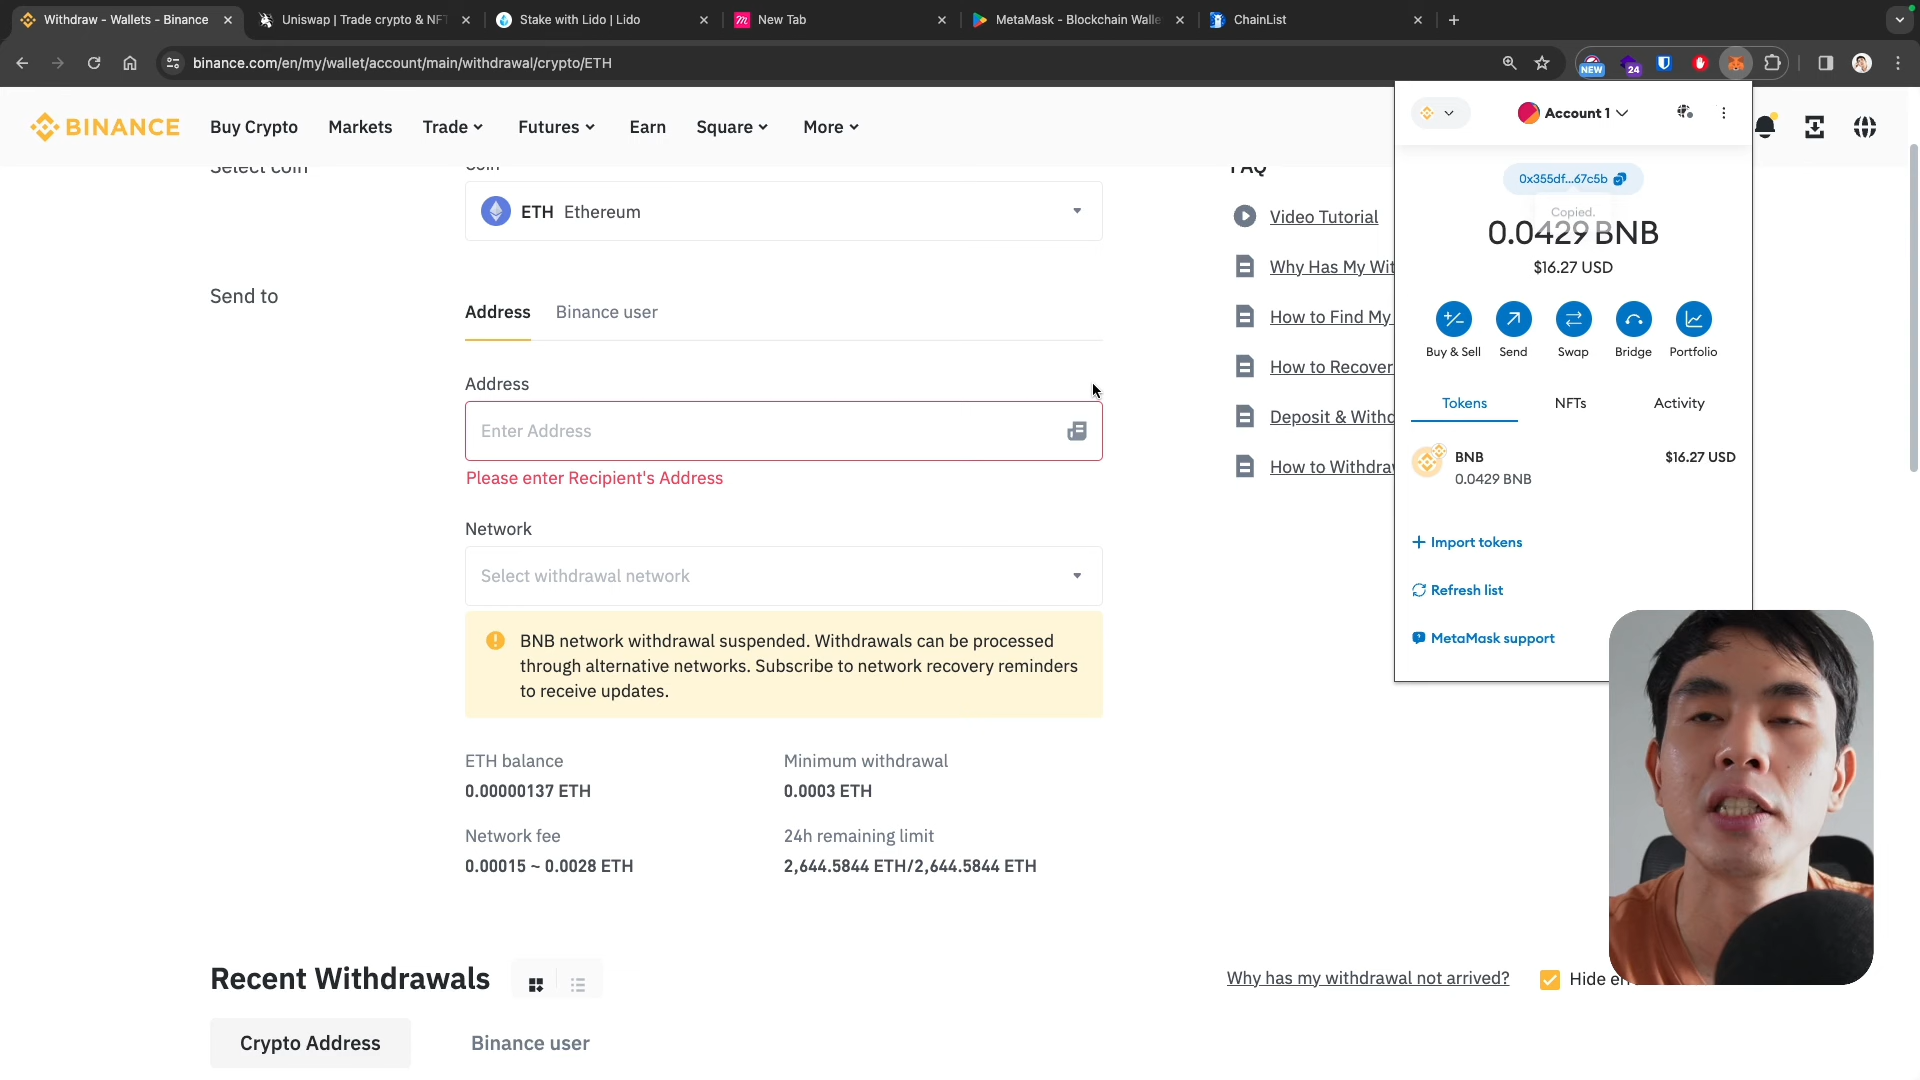 Withdraw - Wallets - Binance
Uniswap | Trade crypto & NFT
Stake with Lido | Lido
New Tab
MetaMask - Blockchain Walle
ChainList
binance.com/en/my/wallet/account/main/withdrawal/crypto/ETH
NEW
24
BINANCE
Buy Crypto
Markets
Trade
Futures
Earn
Square
More
Select coin
Coin
ETH Ethereum
Send to
Address
Binance user
Address
Enter Address
Please enter Recipient's Address
Network
Select withdrawal network
BNB network withdrawal suspended. Withdrawals can be processed
through alternative networks. Subscribe to network recovery reminders
to receive updates.
ETH balance
0.00000137 ETH
Minimum withdrawal
0.0003 ETH
Network fee
0.00015 ~ 0.0028 ETH
24h remaining limit
2,644.5844 ETH/2,644.5844 ETH
FAQ
Video Tutorial
Why Has My Wit
How to Find My
How to Recover
Deposit & Withd
How to Withdra
Account 1
0x355df...67c5b
Copied.
0.0429 BNB
$16.27 USD
Buy & Sell
Send
Swap
Bridge
Portfolio
Tokens
NFTs
Activity
BNB
$16.27 USD
0.0429 BNB
+ Import tokens
Refresh list
MetaMask support
Recent Withdrawals
Why has my withdrawal not arrived?
Hide er
Crypto Address
Binance user